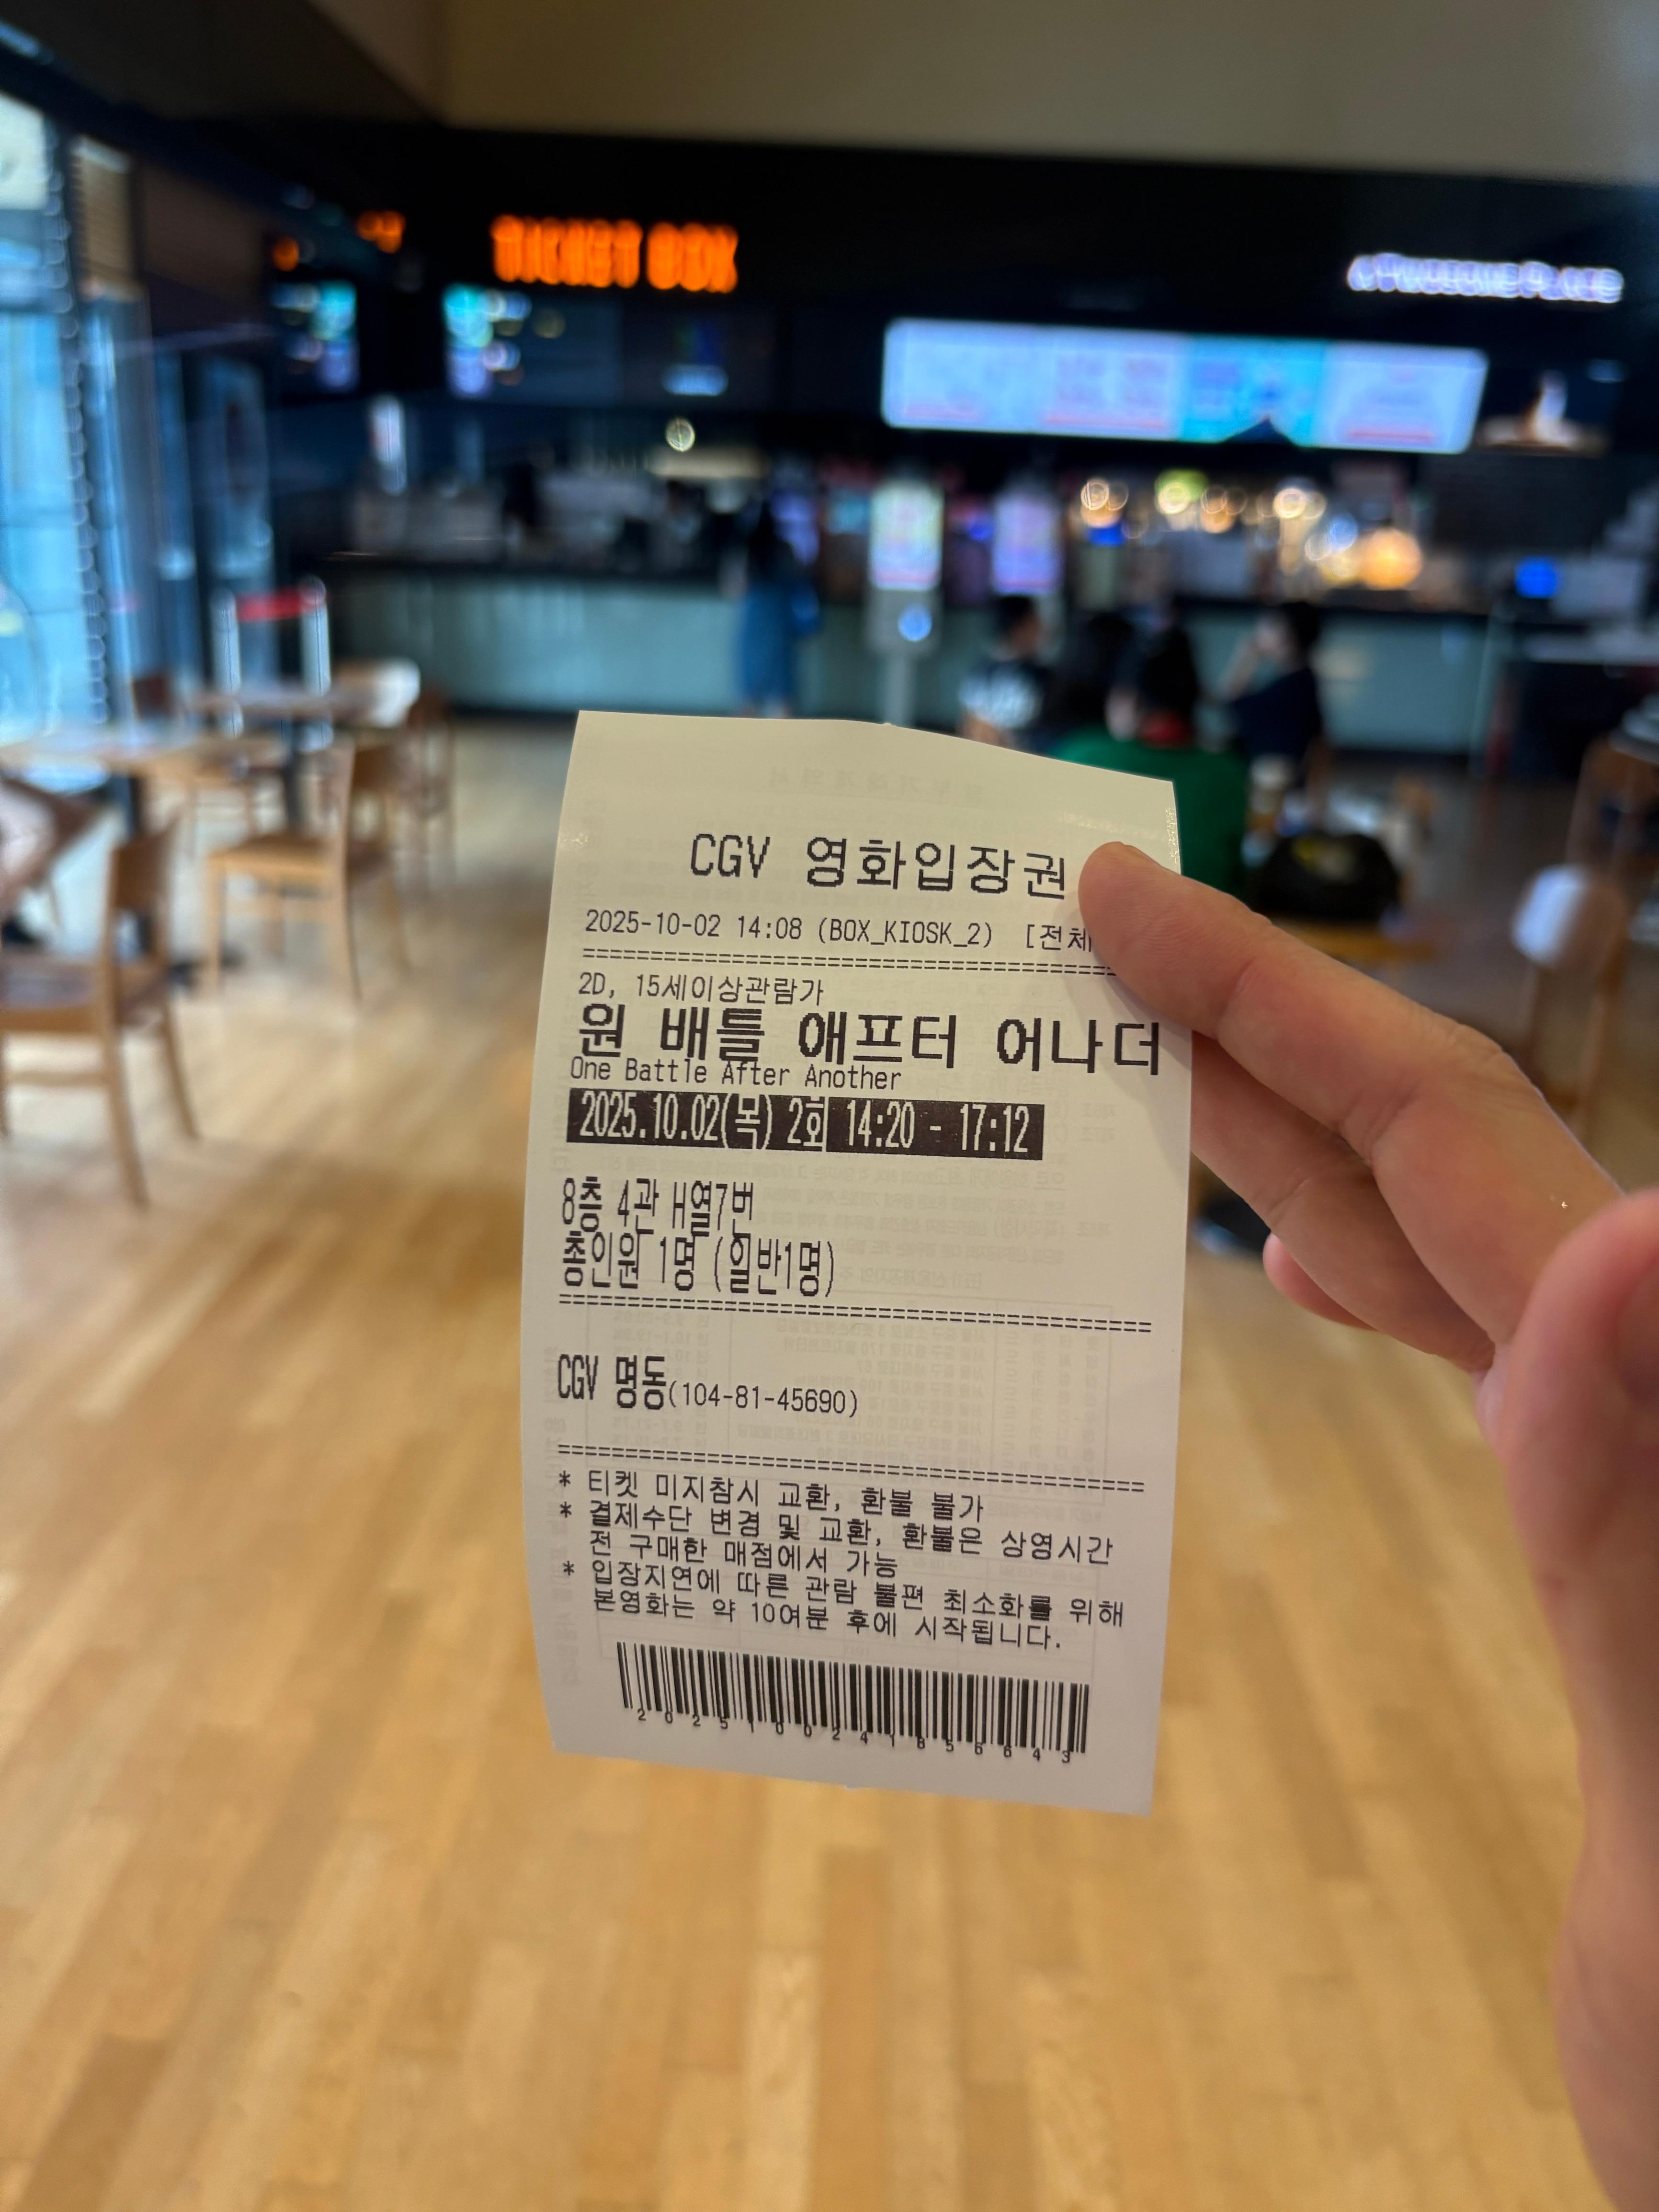 TICKET BOX
CGV 영화입장권
2025-10-02 14:08 (BOX_KIOSK_2) [전체
==============================
2D, 15세이상관람가
원 배틀 애프터 어나더
One Battle After Another
2025.10.02(목) 2회 14:20 - 17:12
8층 4관 H열7번
총인원 1명 (일반1명)
==============================
CGV 명동(104-81-45690)
==============================
* 티켓 미지참시 교환, 환불 불가
* 결제수단 변경 및 교환, 환불은 상영시간
전 구매한 매점에서 가능
* 입장지연에 따른 관람 불편 최소화를 위해
본영화는 약 10여분 후에 시작됩니다.